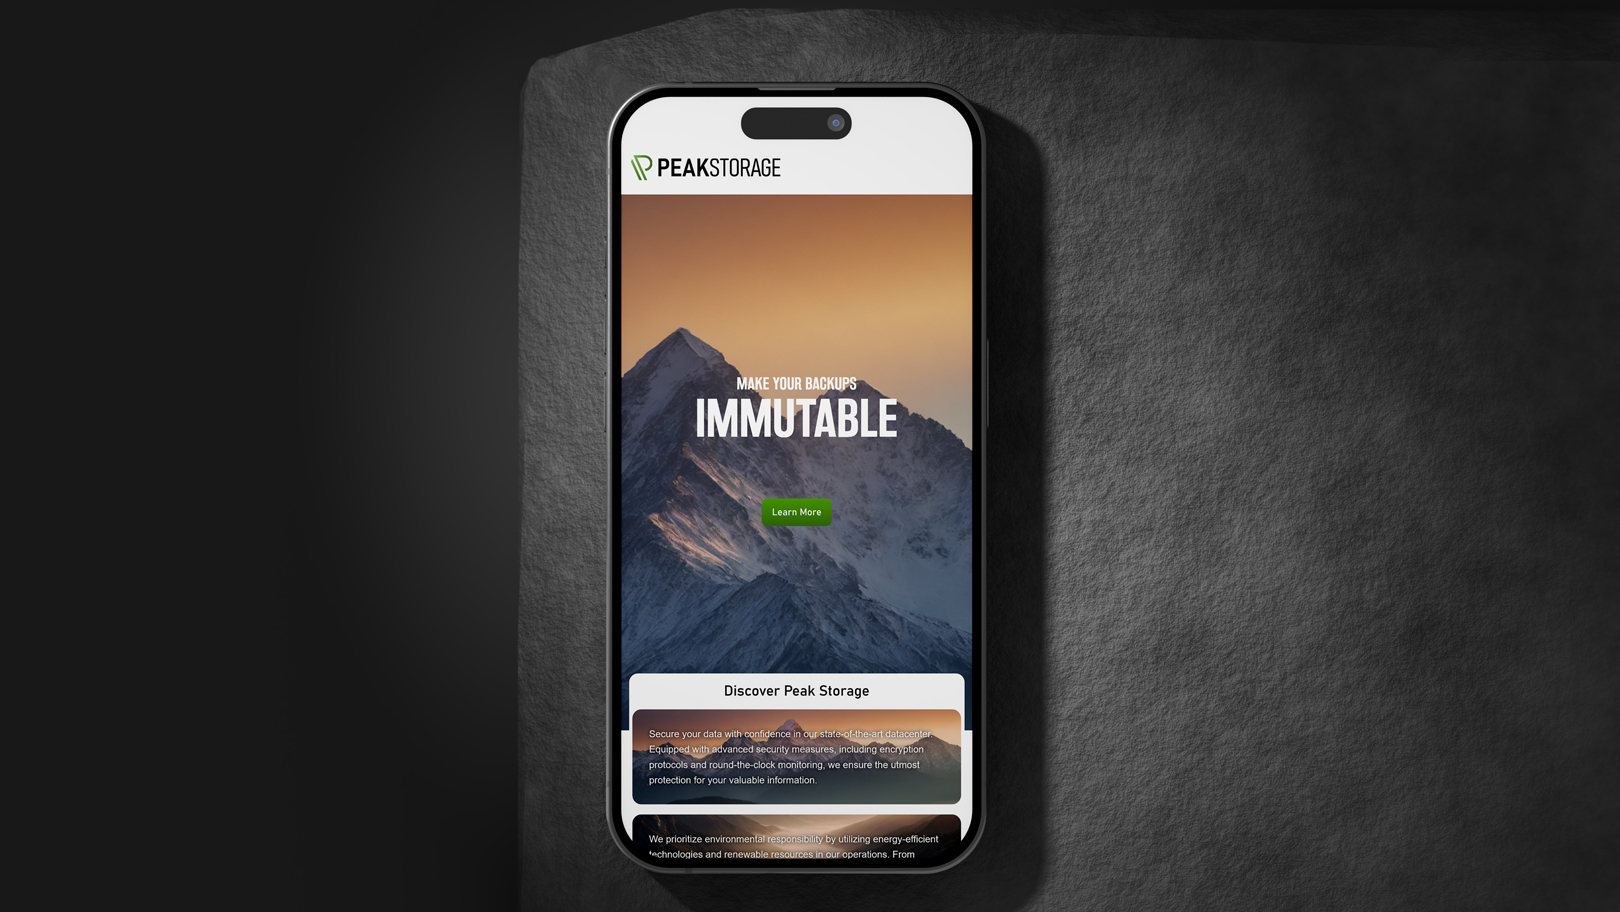 PEAKSTORAGE
MAKE YOUR BACKUPS
IMMUTABLE
Learn More
Discover Peak Storage
Secure your data with confidence in our state-of-the-art datacenter.
Equipped with advanced security measures, including encryption
protocols and round-the-clock monitoring, we ensure the utmost
protection for your valuable information.
We prioritize environmental responsibility by utilizing energy-efficient
technologies and renewable resources in our operations. From